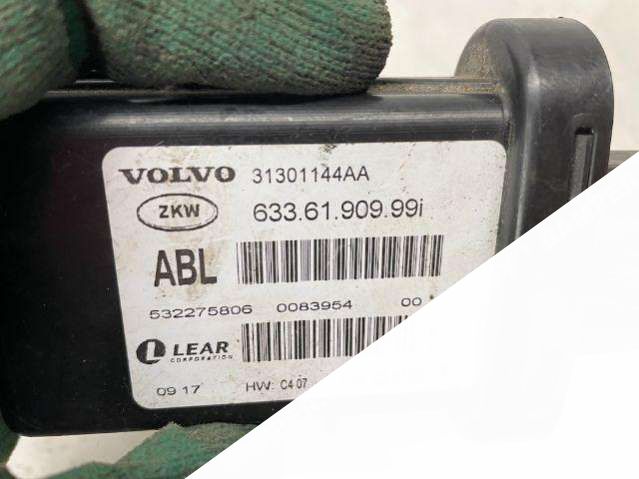 VOLVO 31301144AA
ZKW 633.61.909.99i
ABL
532275806 0083954 00
LEAR
CORPORATION
09 17 HW: C4 07